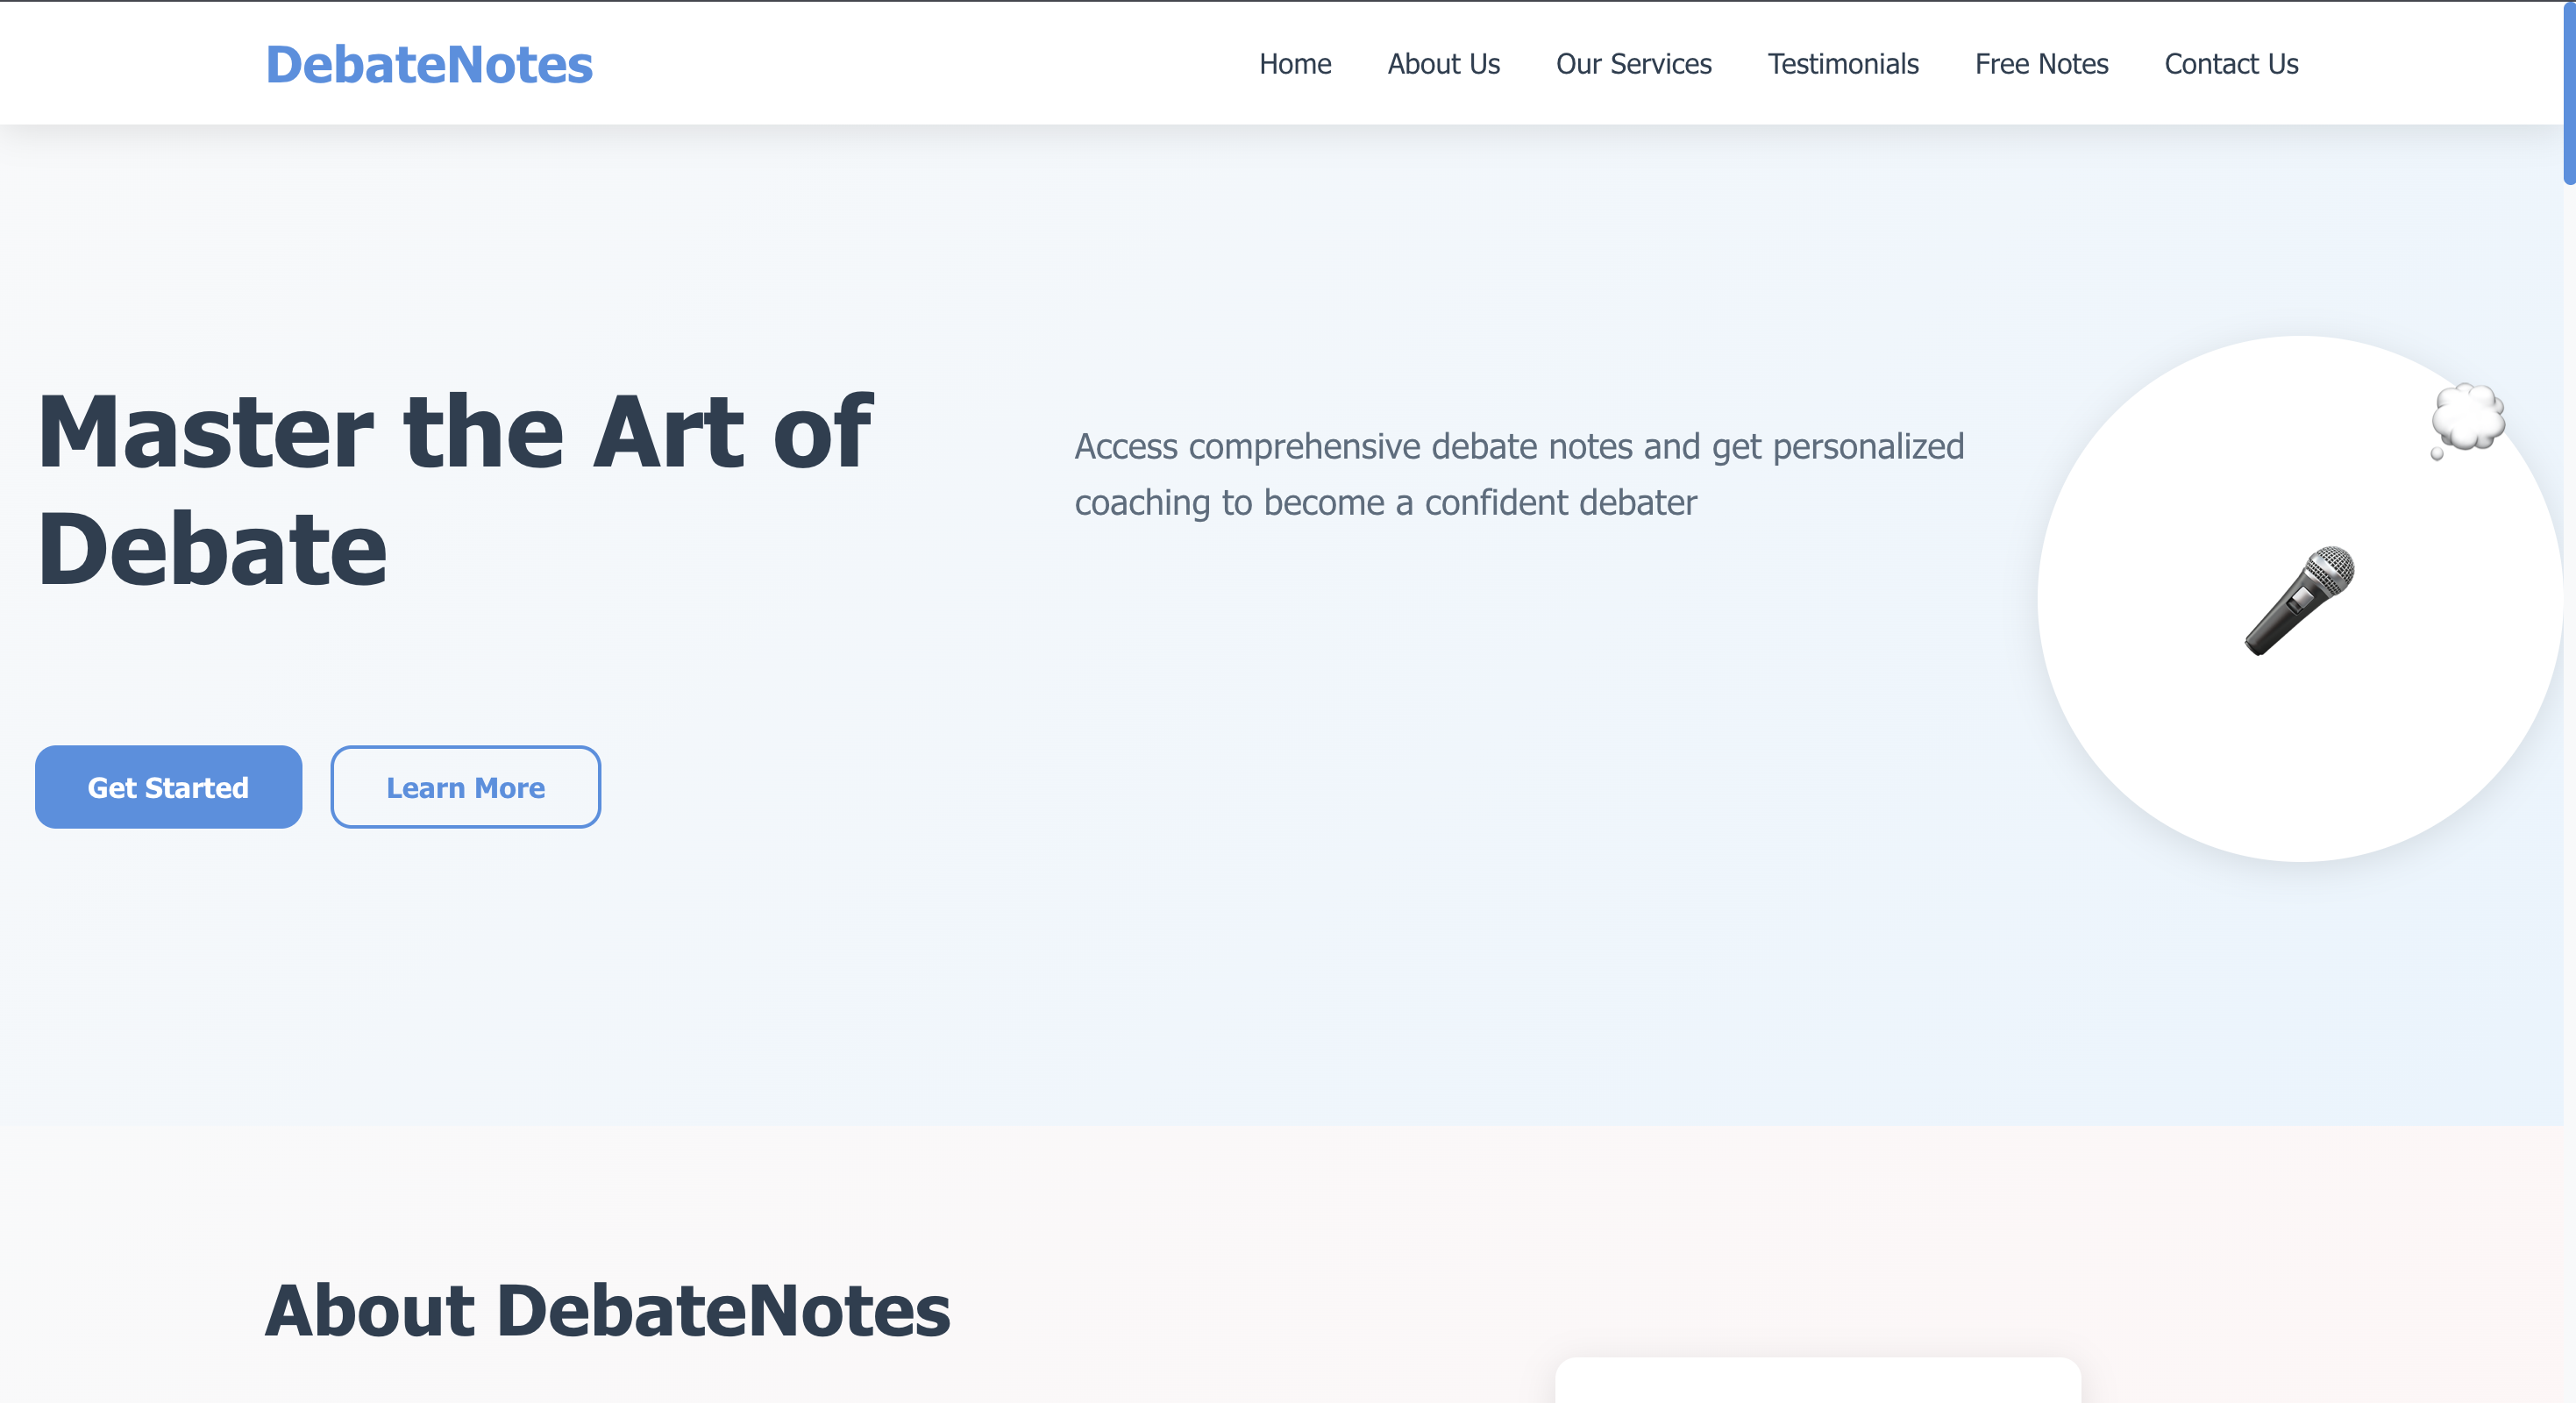 DebateNotes
Home About Us Our Services Testimonials Free Notes Contact Us
Master the Art of
Debate
Access comprehensive debate notes and get personalized
coaching to become a confident debater
Get Started
Learn More
About DebateNotes